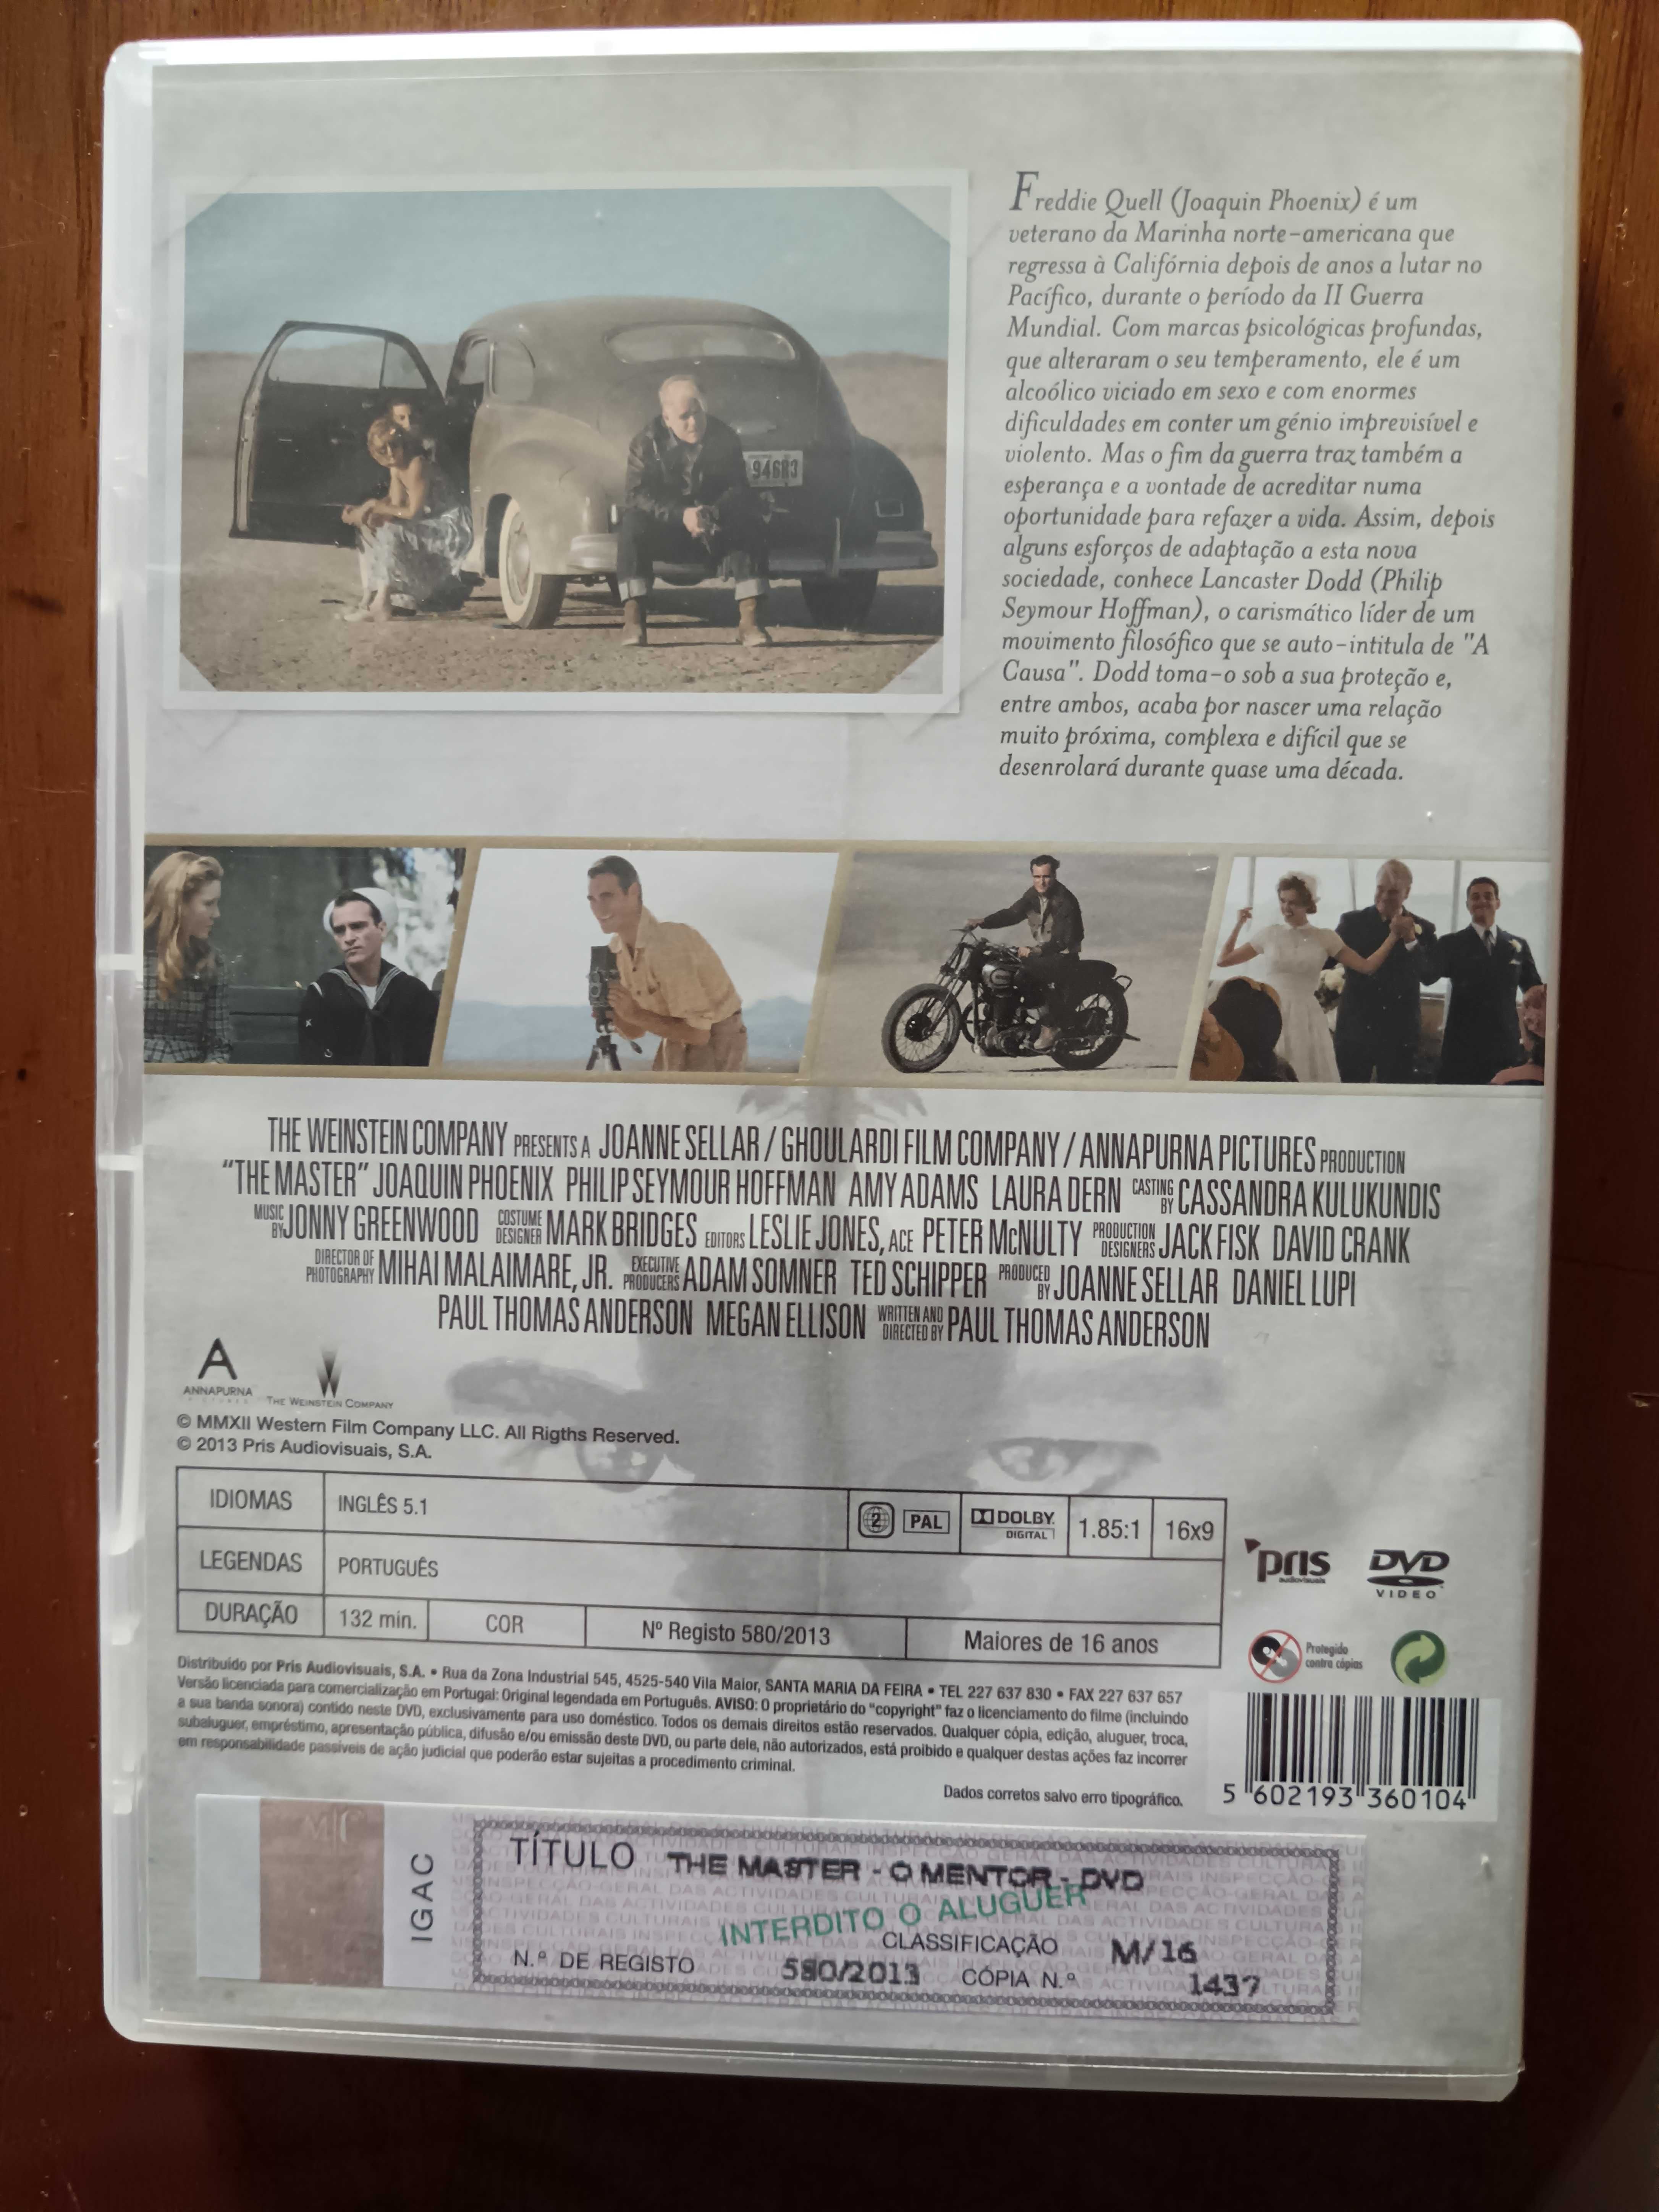 94683
Freddie Quell (Joaquin Phoenix) é um
veterano da Marinha norte-americana que
regressa à Califórnia depois de anos a lutar no
Pacífico, durante o período da II Guerra
Mundial. Com marcas psicológicas profundas,
que alteraram o seu temperamento, ele é um
alcoólico viciado em sexo e com enormes
dificuldades em conter um génio imprevisível e
violento. Mas o fim da guerra traz também a
esperança e a vontade de acreditar numa
oportunidade para refazer a vida. Assim, depois
alguns esforços de adaptação a esta nova
sociedade, conhece Lancaster Dodd (Philip
Seymour Hoffman), o carismático líder de um
movimento filosófico que se auto-intitula de "A
Causa". Dodd toma-o sob a sua proteção e,
entre ambos, acaba por nascer uma relação
muito próxima, complexa e difícil que se
desenrolará durante quase uma década.
THE WEINSTEIN COMPANY PRESENTS A JOANNE SELLAR / GHOULARDI FILM COMPANY / ANNAPURNA PICTURES PRODUCTION
"THE MASTER" JOAQUIN PHOENIX PHILIP SEYMOUR HOFFMAN AMY ADAMS LAURA DERN CASTING BY CASSANDRA KULUKUNDIS
MUSIC BY JONNY GREENWOOD COSTUME DESIGNER MARK BRIDGES EDITORS LESLIE JONES, ACE PETER McNULTY PRODUCTION DESIGNERS JACK FISK DAVID CRANK
DIRECTOR OF PHOTOGRAPHY MIHAI MALAIMARE, JR. EXECUTIVE PRODUCERS ADAM SOMNER TED SCHIPPER PRODUCED BY JOANNE SELLAR DANIEL LUPI
PAUL THOMAS ANDERSON MEGAN ELLISON WRITTEN AND DIRECTED BY PAUL THOMAS ANDERSON
A
ANNAPURNA
PICTURES
THE WEINSTEIN COMPANY
© MMXII Western Film Company LLC. All Rigths Reserved.
© 2013 Pris Audiovisuais, S.A.
IDIOMAS INGLÊS 5.1 2 PAL DOLBY DIGITAL 1.85:1 16x9
LEGENDAS PORTUGUÊS
DURAÇÃO 132 min. COR Nº Registo 580/2013 Maiores de 16 anos
pris audiovisuais
DVD VIDEO
Protegido contra cópias
Distribuido por Pris Audiovisuais, S.A. • Rua da Zona Industrial 545, 4525-540 Vila Maior, SANTA MARIA DA FEIRA • TEL 227 637 830 • FAX 227 637 657
Versão licenciada para comercialização em Portugal: Original legendada em Português. AVISO: O proprietário do "copyright" faz o licenciamento do filme (incluindo
a sua banda sonora) contido neste DVD, exclusivamente para uso doméstico. Todos os demais direitos estão reservados. Qualquer cópia, edição, aluguer, troca,
subaluguer, empréstimo, apresentação pública, difusão e/ou emissão deste DVD, ou parte dele, não autorizados, está proibido e qualquer destas ações faz incorrer
em responsabilidade passíveis de ação judicial que poderão estar sujeitas a procedimento criminal.
Dados corretos salvo erro tipográfico.
5 602193 360104
IGAC
TÍTULO THE MASTER - O MENTOR - DVD
INTERDITO O ALUGUER
CLASSIFICAÇÃO M/16
N.º DE REGISTO 580/2013 CÓPIA N.º 1437